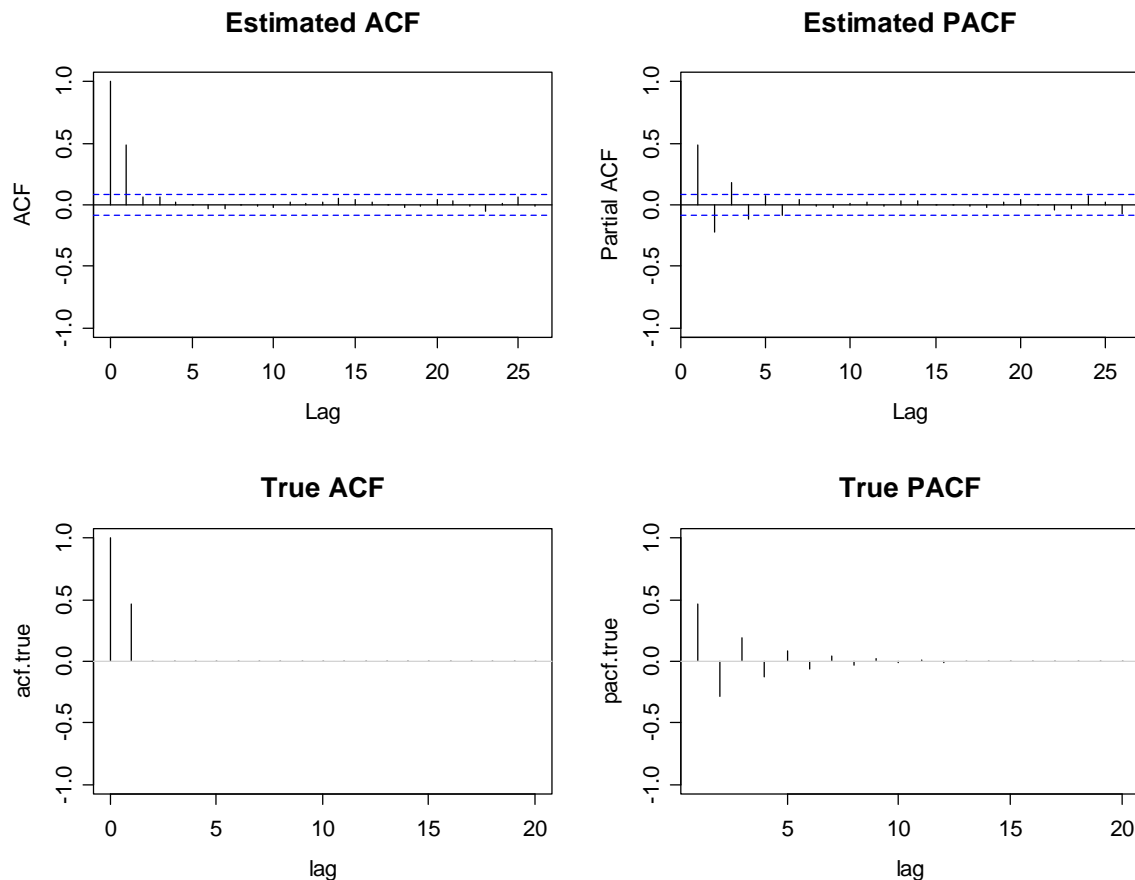 Estimated ACF
ACF
1.0
0.5
0.0
-0.5
-1.0
0 5 10 15 20 25
Lag
Estimated PACF
Partial ACF
1.0
0.5
0.0
-0.5
-1.0
0 5 10 15 20 25
Lag
True ACF
acf.true
1.0
0.5
0.0
-0.5
-1.0
0 5 10 15 20
lag
True PACF
pacf.true
1.0
0.5
0.0
-0.5
-1.0
5 10 15 20
lag